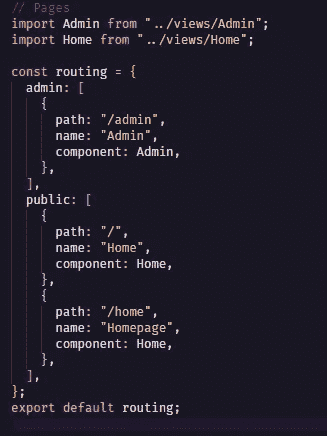 // Pages
import Admin from "../views/Admin";
import Home from "../views/Home";

const routing = {
  admin: [
    {
      path: "/admin",
      name: "Admin",
      component: Admin,
    },
  ],
  public: [
    {
      path: "/",
      name: "Home",
      component: Home,
    },
    {
      path: "/home",
      name: "Homepage",
      component: Home,
    },
  ],
};
export default routing;